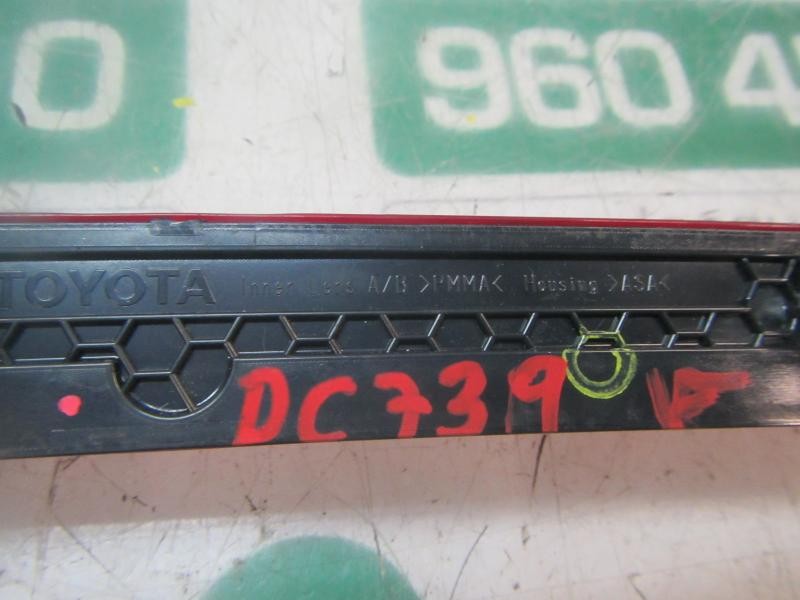 0 960 4
TOYOTA Inner Lens A/B >PMMA< Housing >ASA<
DC739